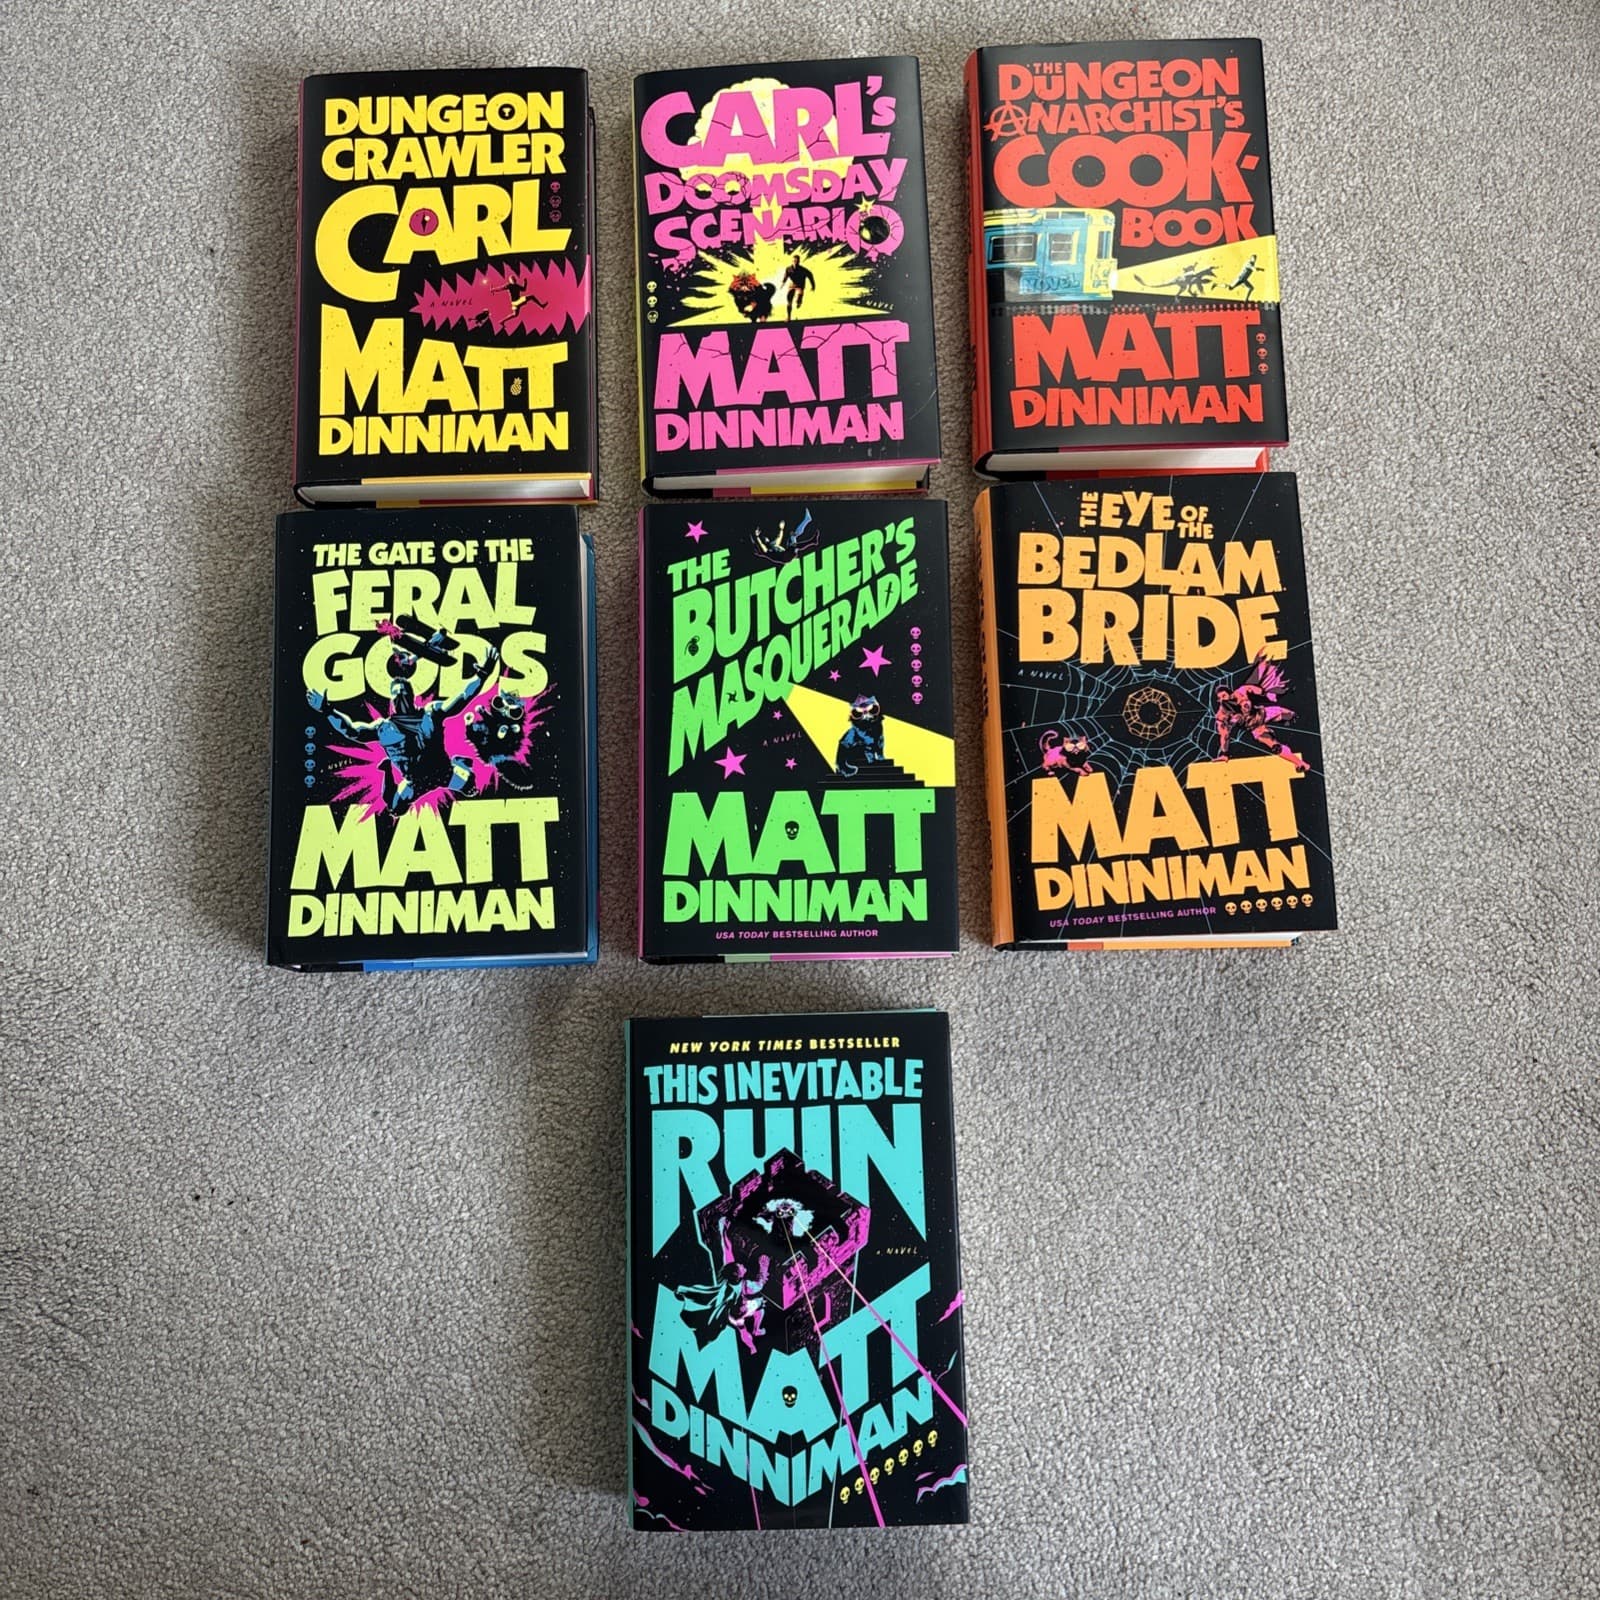 DUNGEON
CRAWLER
CARL
A NOVEL
MATT
DINNIMAN
CARL'S
DOOMSDAY
SCENARIO
NOVEL
MATT
DINNIMAN
THE
DUNGEON
ANARCHIST'S
COOK-
BOOK
NOVEL
MATT
DINNIMAN
THE GATE OF THE
FERAL
GODS
NOVEL
MATT
DINNIMAN
THE
BUTCHER'S
MASQUERADE
A NOVEL
MATT
DINNIMAN
USA TODAY BESTSELLING AUTHOR
THE EYE OF THE
BEDLAM
BRIDE
A NOVEL
MATT
DINNIMAN
USA TODAY BESTSELLING AUTHOR
NEW YORK TIMES BESTSELLER
THIS INEVITABLE
RUIN
A NOVEL
MATT
DINNIMAN